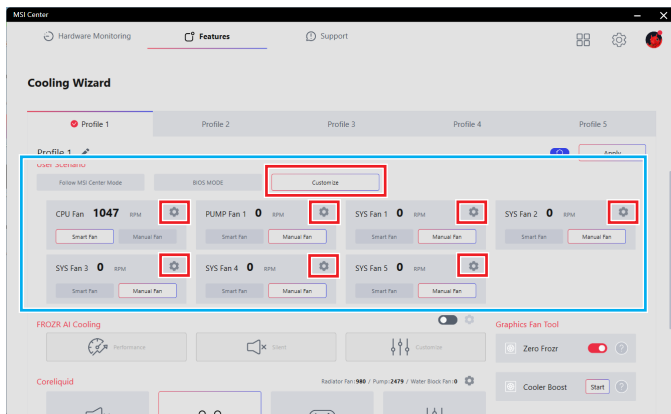 MSI Center
Hardware Monitoring Features Support
Cooling Wizard
Profile 1 Profile 2 Profile 3 Profile 4 Profile 5
Profile 1 Apply
User Scenario
Follow MSI Center Mode BIOS MODE Customize
CPU Fan 1047 RPM PUMP Fan 1 0 RPM SYS Fan 1 0 RPM SYS Fan 2 0 RPM
Smart Fan Manual Fan Smart Fan Manual Fan Smart Fan Manual Fan Smart Fan Manual Fan
SYS Fan 3 0 RPM SYS Fan 4 0 RPM SYS Fan 5 0 RPM
Smart Fan Manual Fan Smart Fan Manual Fan Smart Fan Manual Fan
FROZR AI Cooling Graphics Fan Tool
Performance Silent Customize Zero Frozr
Coreliquid Radiator Fan:980 / Pump:2479 / Water Block Fan:0 Cooler Boost Start